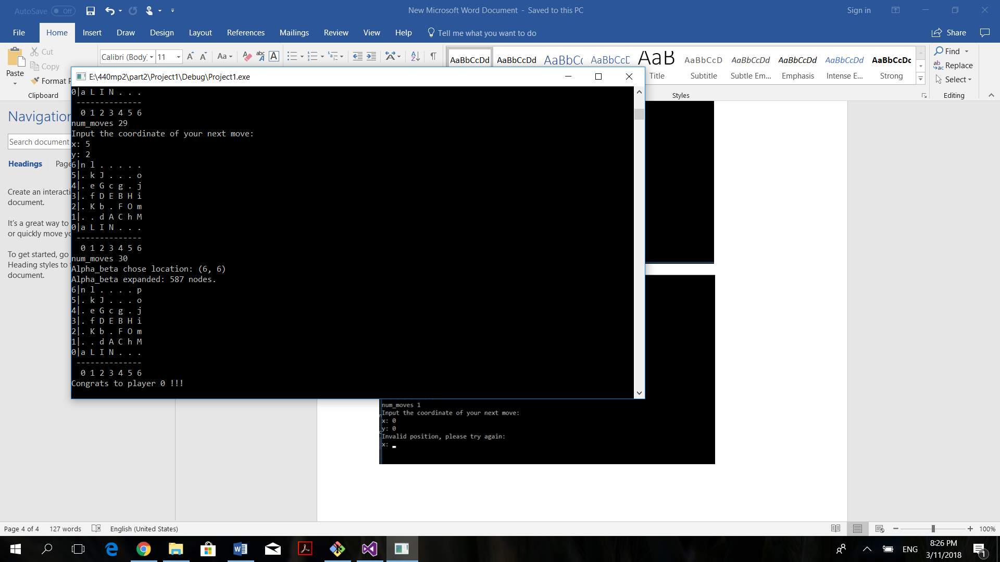 AutoSave Off
New Microsoft Word Document - Saved to this PC
Sign in
File Home Insert Draw Design Layout References Mailings Review View Help Tell me what you want to do
Share
Paste
Cut
Copy
Format
Clipboard
Calibri (Body) 11
AaBbCcDd AaBbCcDd AaBbCc AaBbCcE AaB AaBbCcD AaBbCcDd AaBbCcDd AaBbCcDd AaBbCcDc
Title Subtitle Subtle Em... Emphasis Intense E... Strong
Styles
Find
Replace
Select
Editing
Navigation
Search document
Headings Page
Create an interacti
document.
It's a great way to
or quickly move yo
To get started, go
Heading styles to
document.
E:\440mp2\part2\Project1\Debug\Project1.exe
0|a L I N . . .
--------------
0 1 2 3 4 5 6
num_moves 29
Input the coordinate of your next move:
x: 5
y: 2
6|n l . . . . .
5|. k J . . . o
4|. e G c g . j
3|. f D E B H i
2|. K b . F O m
1|. . d A C h M
0|a L I N . . .
--------------
0 1 2 3 4 5 6
num_moves 30
Alpha_beta chose location: (6, 6)
Alpha_beta expanded: 587 nodes.
6|n l . . . . p
5|. k J . . . o
4|. e G c g . j
3|. f D E B H i
2|. K b . F O m
1|. . d A C h M
0|a L I N . . .
--------------
0 1 2 3 4 5 6
Congrats to player 0 !!!
num_moves 1
Input the coordinate of your next move:
x: 0
y: 0
Invalid position, please try again:
x:
Page 4 of 4 127 words English (United States)
100%
ENG
8:26 PM
3/11/2018
1